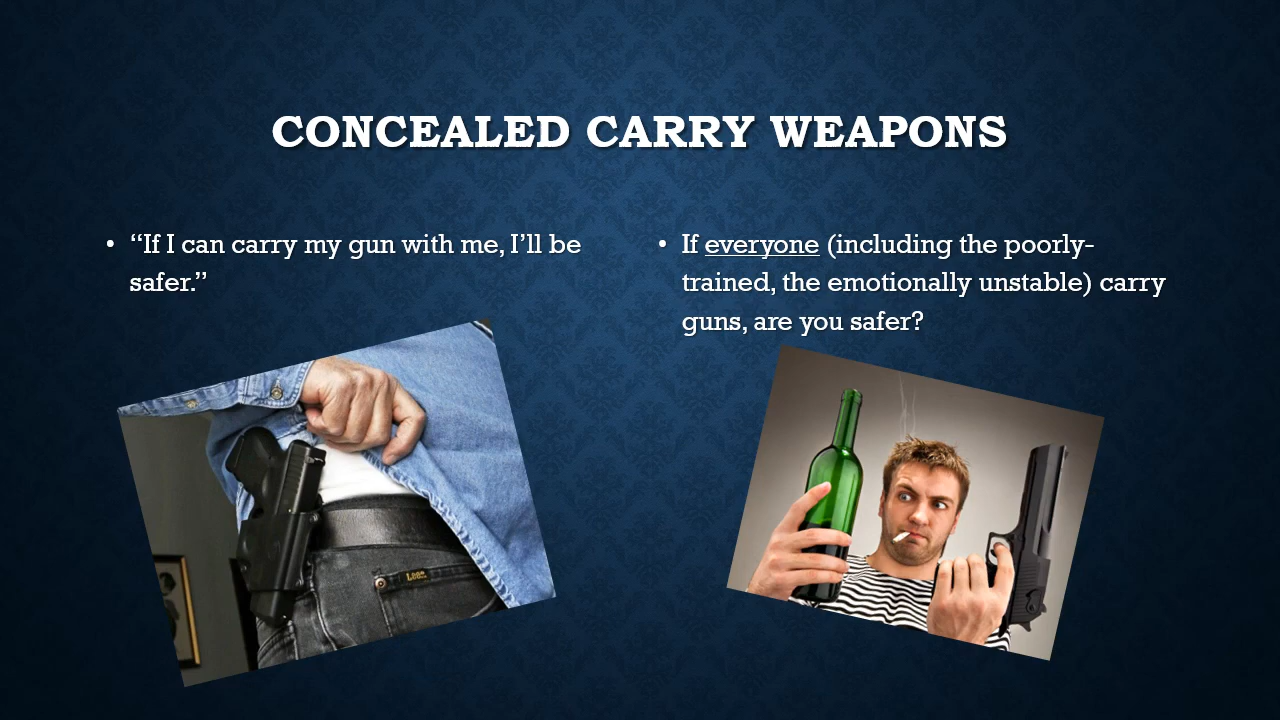 CONCEALED CARRY WEAPONS
• “If I can carry my gun with me, I’ll be
safer.”
• If everyone (including the poorly-
trained, the emotionally unstable) carry
guns, are you safer?